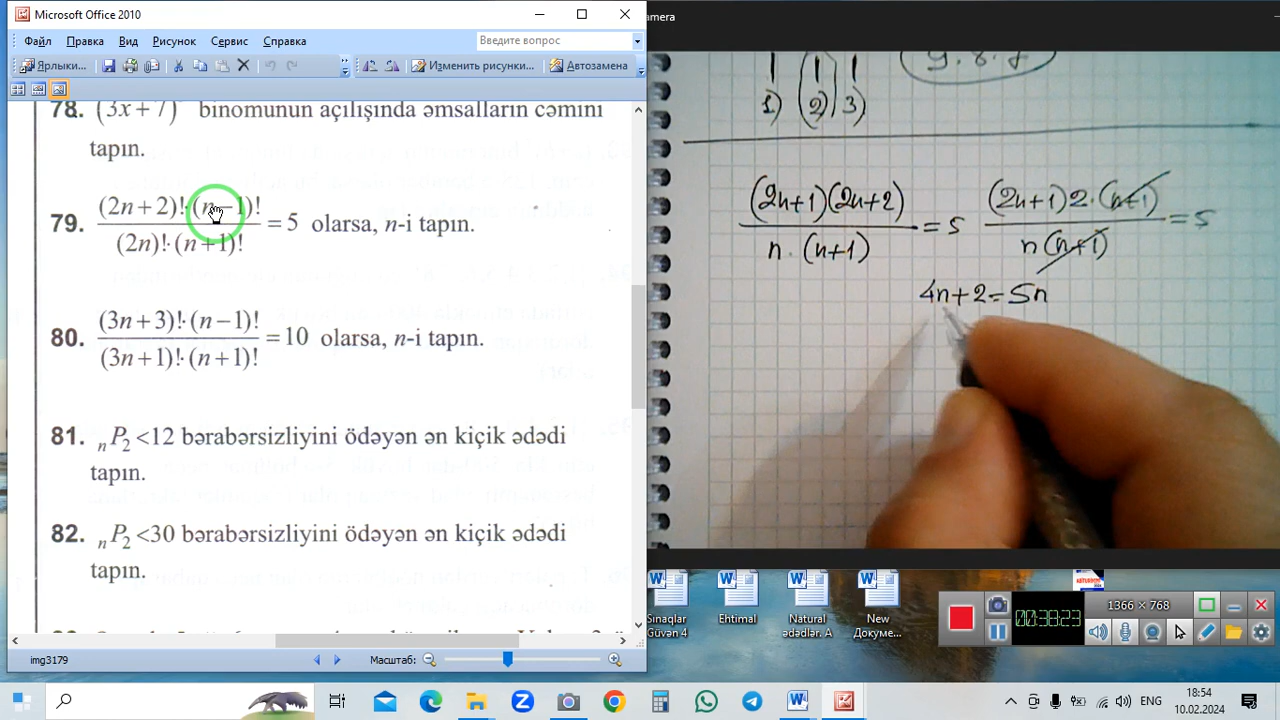 Microsoft Office 2010
Файл Правка Вид Рисунок Сервис Справка
Введите вопрос
Ярлыки...
Изменить рисунки...
Автозамена
78. (3x + 7) binomunun açılışında əmsalların cəmini
tapın.
79. (2n + 2)!·(n − 1)! / (2n)!·(n + 1)! = 5 olarsa, n-i tapın.
80. (3n + 3)!·(n − 1)! / (3n + 1)!·(n + 1)! = 10 olarsa, n-i tapın.
81. nP2 <12 bərabərsizliyini ödəyən ən kiçik ədədi
tapın.
82. nP2 <30 bərabərsizliyini ödəyən ən kiçik ədədi
tapın.
img3179
Масштаб:
amera
1) 2) 3)
(2n+1)(2n+2) / n·(n+1) = 5
(2n+1)2·(n+1) / n(n+1) = 5
4n+2=5n
Sınaqlar
Güvən 4
Ehtimal
Natural
ədədlər. A
New
Докуме...
1366 × 768
00:38:23
ENG
18:54
10.02.2024